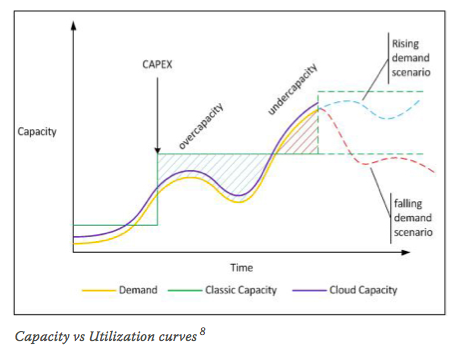 Rising
demand
scenario
CAPEX
overcapacity
undercapacity
Capacity
falling
demand
scenario
Time
Demand
Classic Capacity
Cloud Capacity
Capacity vs Utilization curves 8